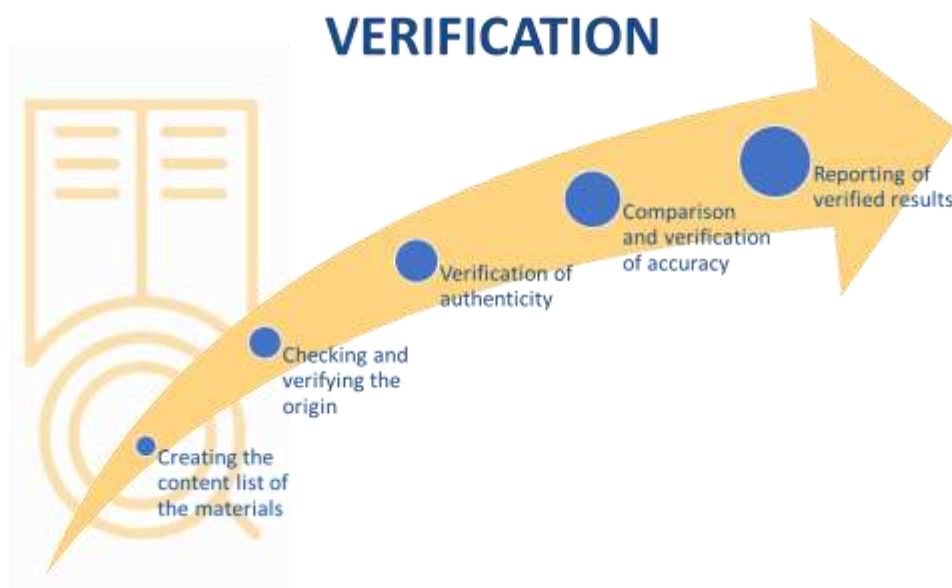 VERIFICATION
Creating the
content list of
the materials
Checking and
verifying the
origin
Verification of
authenticity
Comparison
and verification
of accuracy
Reporting of
verified results